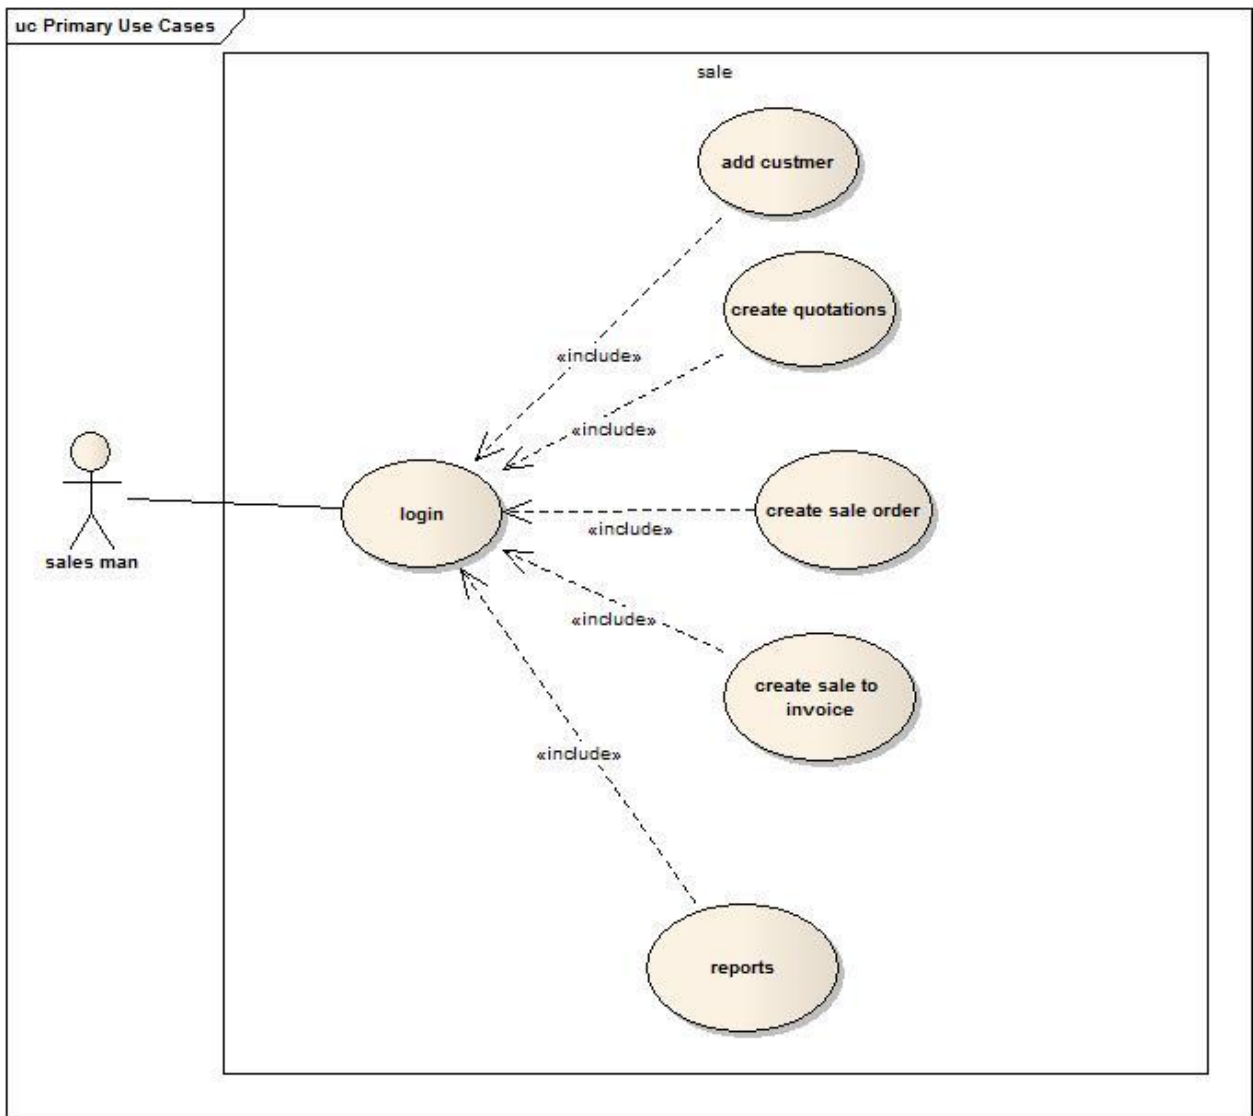 uc Primary Use Cases
sale
add custmer
create quotations
«include»
«include»
login
create sale order
«include»
sales man
«include»
create sale to
invoice
«include»
reports